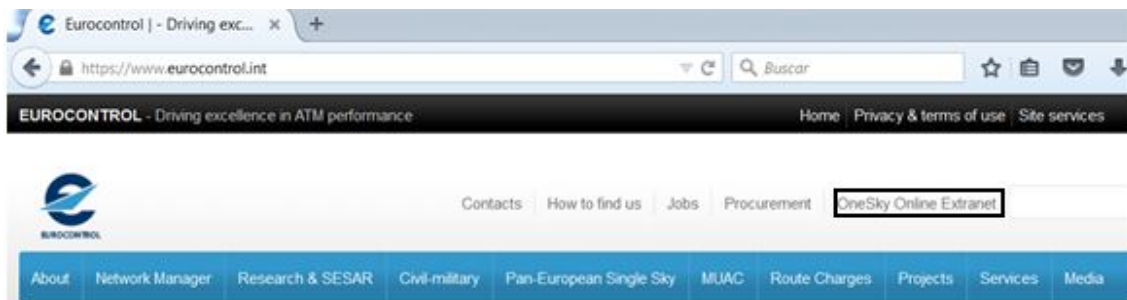 Eurocontrol | - Driving exc...
https://www.eurocontrol.int Buscar
EUROCONTROL - Driving excellence in ATM performance Home Privacy & terms of use Site services
Contacts How to find us Jobs Procurement OneSky Online Extranet
EUROCONTROL
About Network Manager Research & SESAR Civil-military Pan-European Single Sky MUAC Route Charges Projects Services Media